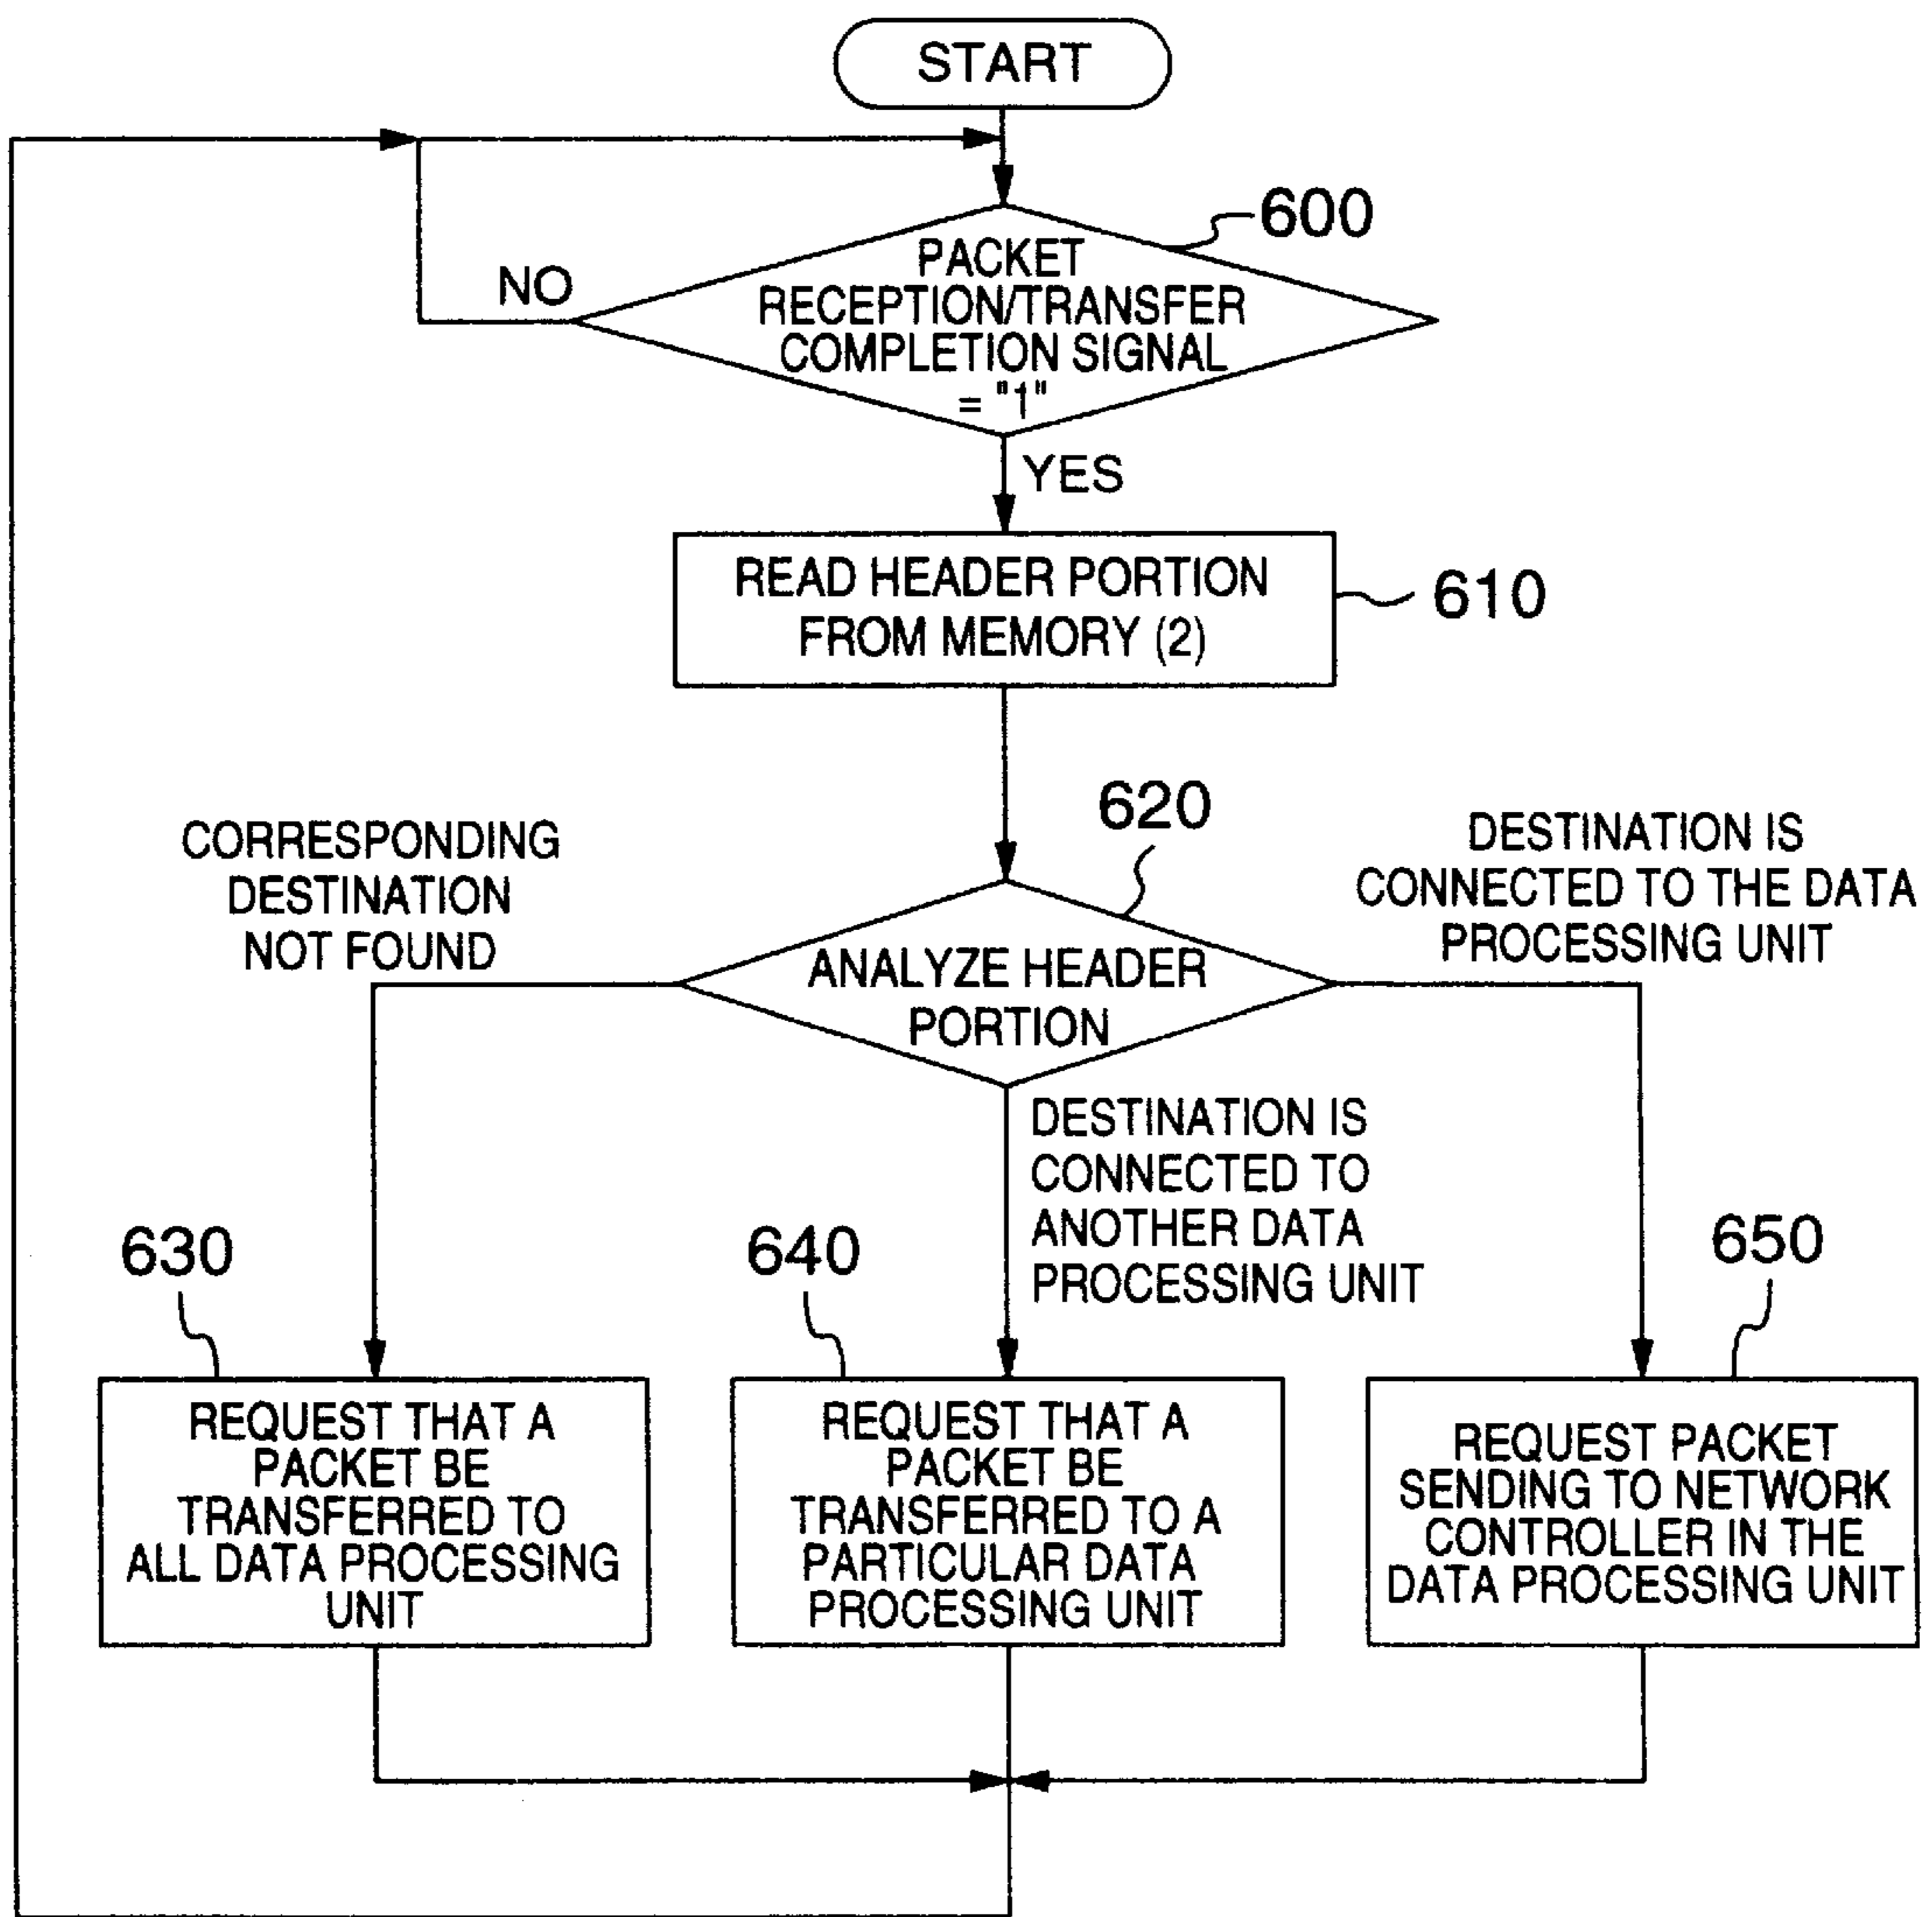 START
600
PACKET
RECEPTION/TRANSFER
COMPLETION SIGNAL
= "1"
NO
YES
READ HEADER PORTION
FROM MEMORY (2)
610
620
CORRESPONDING
DESTINATION
NOT FOUND
DESTINATION IS
CONNECTED TO THE DATA
PROCESSING UNIT
ANALYZE HEADER
PORTION
DESTINATION IS
CONNECTED TO
ANOTHER DATA
PROCESSING UNIT
630
640
650
REQUEST THAT A
PACKET BE
TRANSFERRED TO
ALL DATA PROCESSING
UNIT
REQUEST THAT A
PACKET BE
TRANSFERRED TO A
PARTICULAR DATA
PROCESSING UNIT
REQUEST PACKET
SENDING TO NETWORK
CONTROLLER IN THE
DATA PROCESSING UNIT